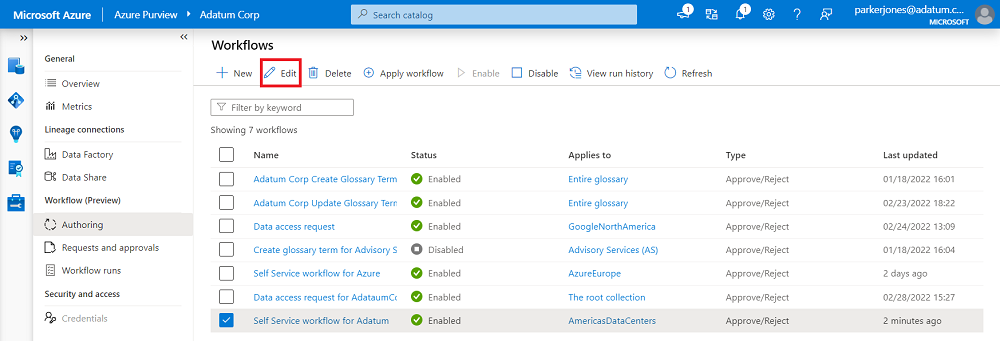 Microsoft Azure | Azure Purview > Adatum Corp
Search catalog
1
1
?
parkerjones@adatum.c...
MICROSOFT
General
Overview
Metrics
Lineage connections
Data Factory
Data Share
Workflow (Preview)
Authoring
Requests and approvals
Workflow runs
Security and access
Credentials
Workflows
New Edit Delete Apply workflow Enable Disable View run history Refresh
Filter by keyword
Showing 7 workflows
Name Status Applies to Type Last updated
Adatum Corp Create Glossary Term Enabled Entire glossary Approve/Reject 01/18/2022 16:01
Adatum Corp Update Glossary Ter Enabled Entire glossary Approve/Reject 02/23/2022 18:22
Data access request Enabled GoogleNorthAmerica Approve/Reject 02/24/2022 13:09
Create glossary term for Advisory S Disabled Advisory Services (AS) Approve/Reject 01/18/2022 16:04
Self Service workflow for Azure Enabled AzureEurope Approve/Reject 2 days ago
Data access request for AdataumCo Enabled The root collection Approve/Reject 02/28/2022 15:27
Self Service workflow for Adatum Enabled AmericasDataCenters Approve/Reject 2 minutes ago